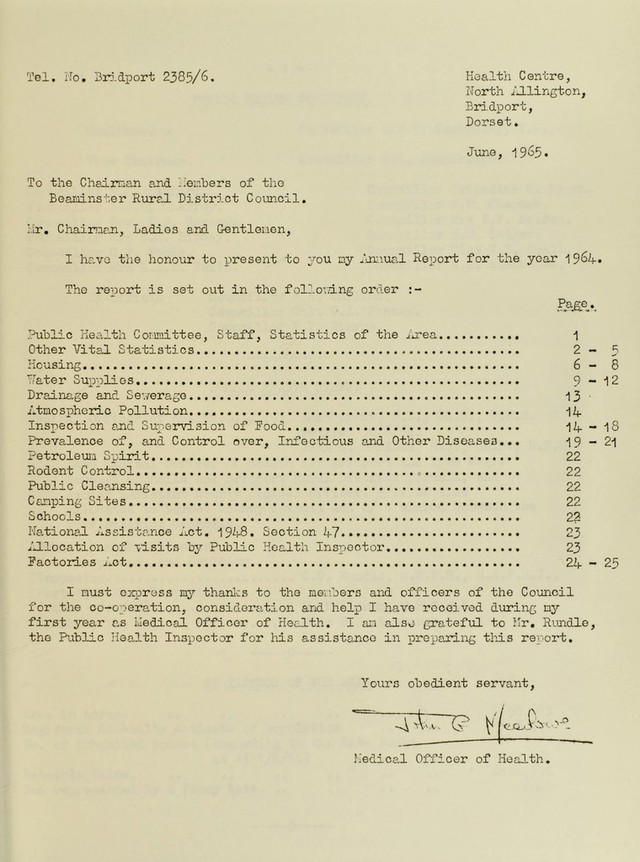 Tel. No. Bridport 2385/6.
Health Centre,
North Allington,
Bridport,
Dorset.
June, 1965.
To the Chairman and Members of the
Beaminster Rural District Council.
Mr. Chairman, Ladies and Gentlemen,
I have the honour to present to you my Annual Report for the year 1964.
The report is set out in the following order :-
Page.
Public Health Committee, Staff, Statistics of the Area........... 1
Other Vital Statistics........................................... 2 - 5
Housing.......................................................... 6 - 8
Water Supplies................................................... 9 - 12
Drainage and Sewerage............................................ 13
Atmospheric Pollution............................................ 14
Inspection and Supervision of Food............................... 14 - 18
Prevalence of, and Control over, Infectious and Other Diseases... 19 - 21
Petroleum Spirit................................................. 22
Rodent Control................................................... 22
Public Cleansing................................................. 22
Camping Sites.................................................... 22
Schools.......................................................... 22
National Assistance Act. 1948. Section 47........................ 23
Allocation of visits by Public Health Inspector.................. 23
Factories Act.................................................... 24 - 25
I must express my thanks to the members and officers of the Council
for the co-operation, consideration and help I have received during my
first year as Medical Officer of Health. I am also grateful to Mr. Rundle,
the Public Health Inspector for his assistance in preparing this report.
Yours obedient servant,
John G
Medical Officer of Health.